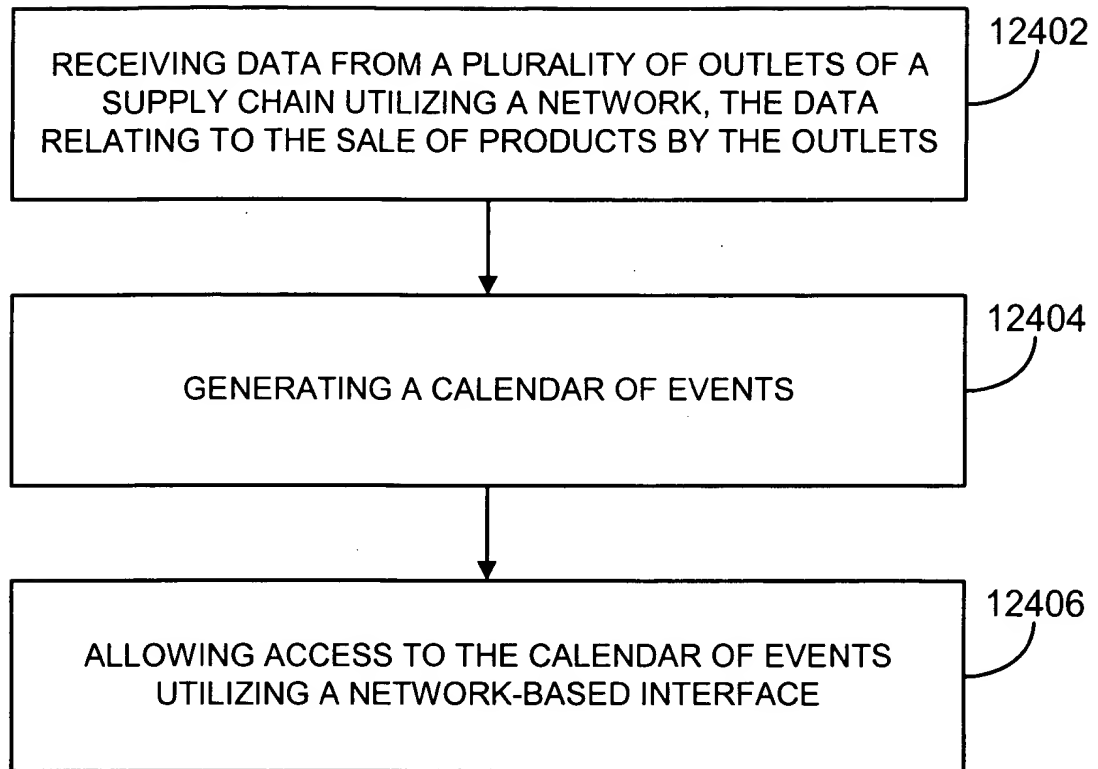 12402
RECEIVING DATA FROM A PLURALITY OF OUTLETS OF A
SUPPLY CHAIN UTILIZING A NETWORK, THE DATA
RELATING TO THE SALE OF PRODUCTS BY THE OUTLETS
12404
GENERATING A CALENDAR OF EVENTS
12406
ALLOWING ACCESS TO THE CALENDAR OF EVENTS
UTILIZING A NETWORK-BASED INTERFACE